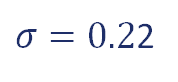 σ = 0.22